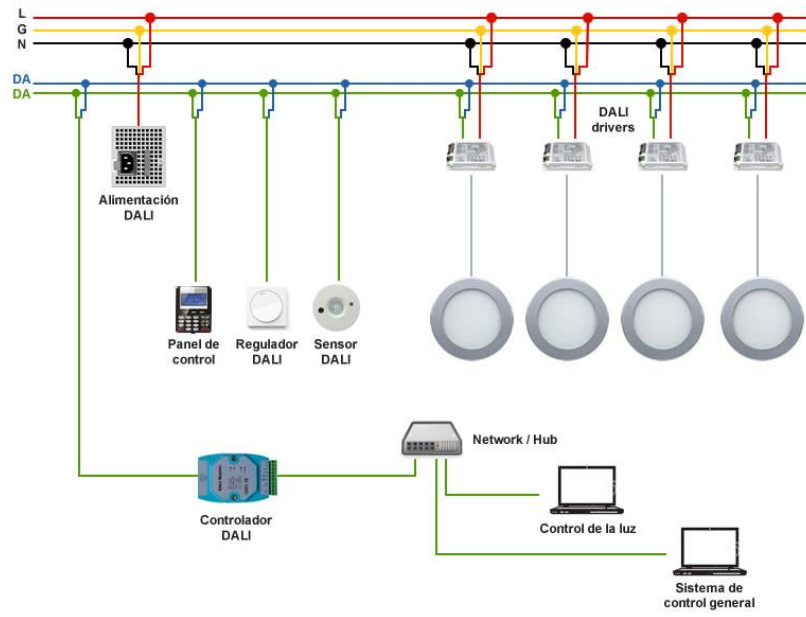 L
G
N
DA
DA
DALI
drivers
Alimentación
DALI
Panel de
control
Regulador
DALI
Sensor
DALI
Network / Hub
Controlador
DALI
Control de la luz
Sistema de
control general